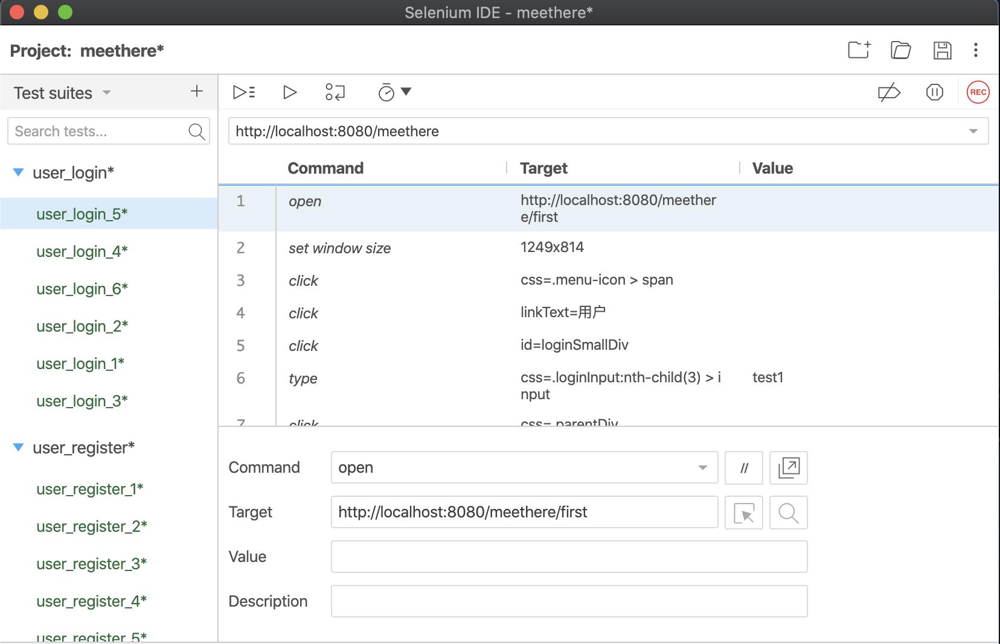 Selenium IDE - meethere*
Project: meethere*
Test suites
REC
Search tests...
http://localhost:8080/meethere
Command Target Value
user_login*
user_login_5*
user_login_4*
user_login_6*
user_login_2*
user_login_1*
user_login_3*
user_register*
user_register_1*
user_register_2*
user_register_3*
user_register_4*
user_register_5*
1 open http://localhost:8080/meether
e/first
2 set window size 1249x814
3 click css=.menu-icon > span
4 click linkText=用户
5 click id=loginSmallDiv
6 type css=.loginInput:nth-child(3) > i test1
nput
7 click css=.parentDiv
Command open //
Target http://localhost:8080/meethere/first
Value
Description